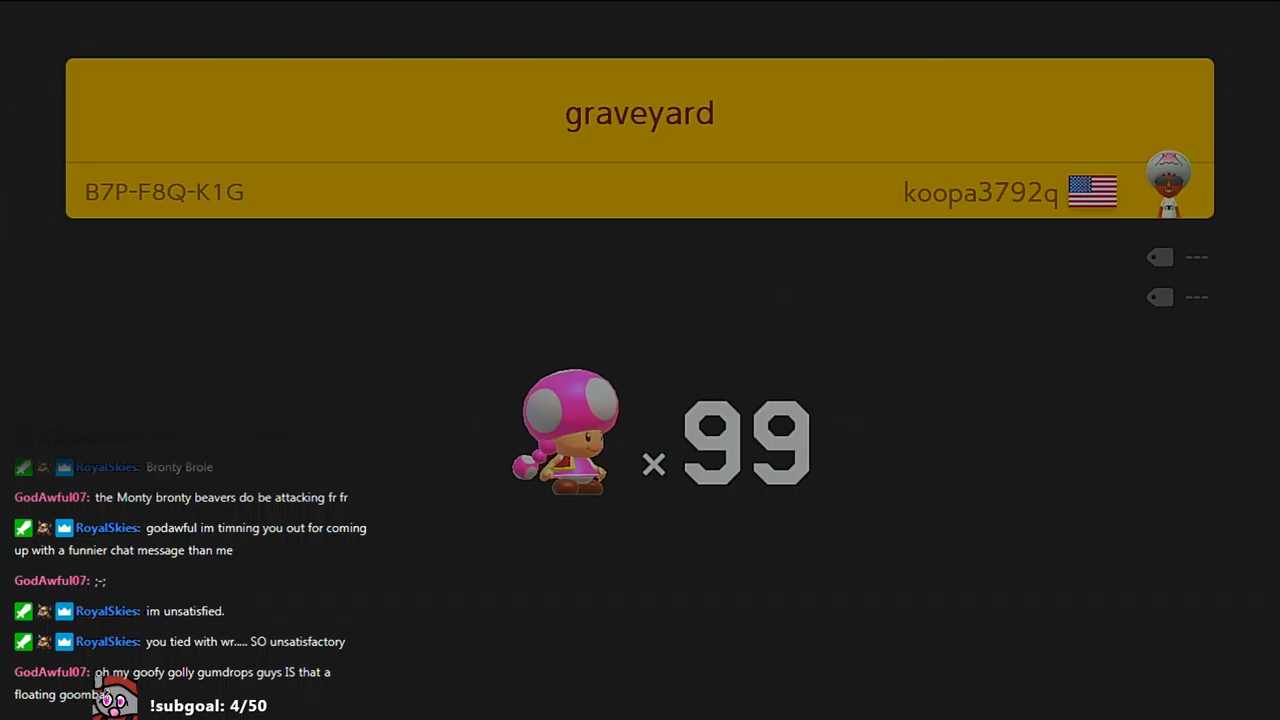 graveyard
B7P-F8Q-K1G
koopa3792q
---
---
× 99
RoyalSkies: Bronty Brole
GodAwful07: the Monty bronty beavers do be attacking fr fr
RoyalSkies: godawful im timning you out for coming
up with a funnier chat message than me
GodAwful07: ;-;
RoyalSkies: im unsatisfied.
RoyalSkies: you tied with wr..... SO unsatisfactory
GodAwful07: oh my goofy golly gumdrops guys IS that a
floating goomba?
!subgoal: 4/50